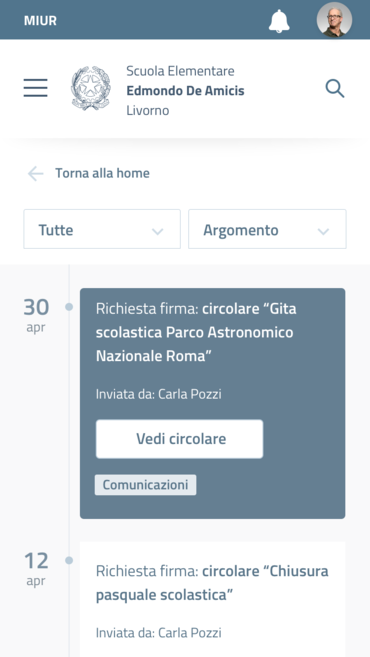 MIUR
Scuola Elementare
Edmondo De Amicis
Livorno
Torna alla home
Tutte
Argomento
30
apr
Richiesta firma: circolare “Gita
scolastica Parco Astronomico
Nazionale Roma”
Inviata da: Carla Pozzi
Vedi circolare
Comunicazioni
12
apr
Richiesta firma: circolare “Chiusura
pasquale scolastica”
Inviata da: Carla Pozzi